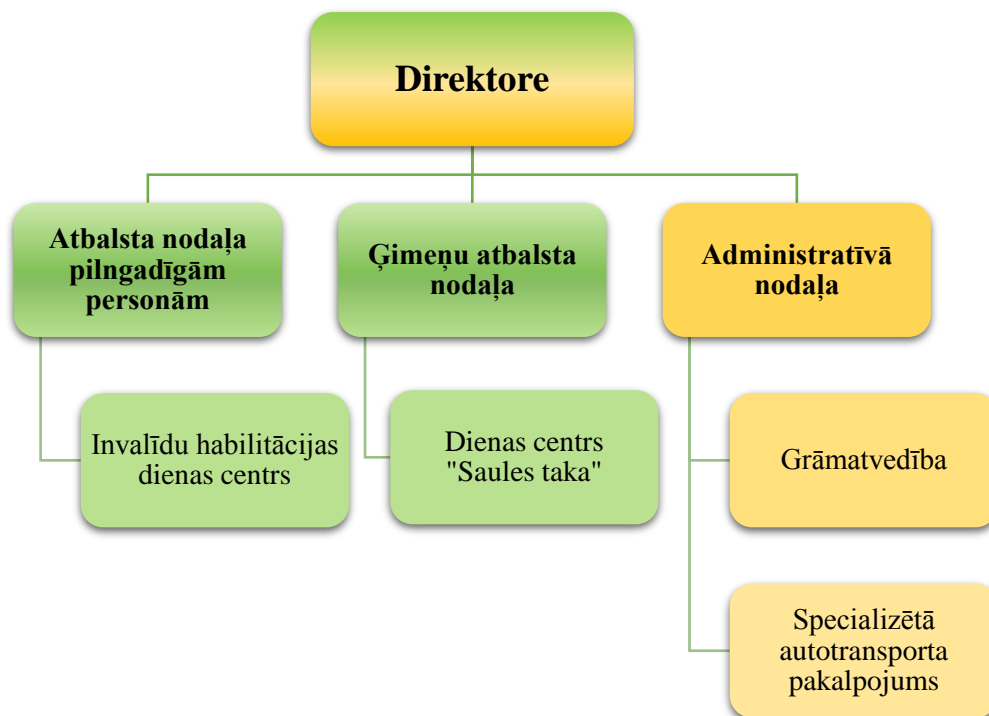 Direktore
Atbalsta nodaļa
pilngadīgām
personām
Ģimeņu atbalsta
nodaļa
Administratīvā
nodaļa
Invalīdu habilitācijas
dienas centrs
Dienas centrs
"Saules taka"
Grāmatvedība
Specializētā
autotransporta
pakalpojums